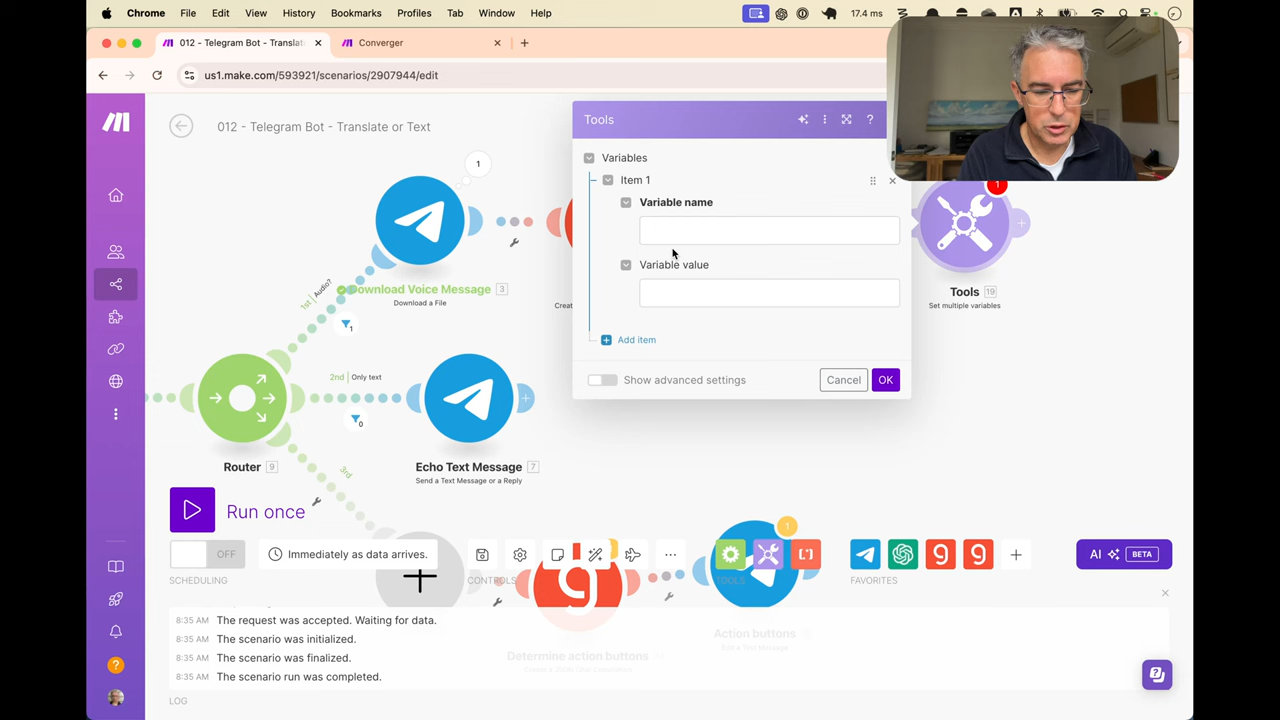 Chrome File Edit View History Bookmarks Profiles Tab Window Help 17.4 ms
012 - Telegram Bot - Translat
Converger
us1.make.com/593921/scenarios/2907944/edit
012 - Telegram Bot - Translate or Text
Tools
Variables
Item 1
Variable name
Variable value
Add item
Show advanced settings
Cancel
OK
1
1
Download Voice Message 3
Download a File
Creat
Tools 19
Set multiple variables
1st Audio?
1
2nd Only text
0
3rd
Router 9
Echo Text Message 7
Send a Text Message or a Reply
Run once
1
OFF
Immediately as data arrives.
AI BETA
SCHEDULING
CONTROLS
TOOLS
FAVORITES
8:35 AM The request was accepted. Waiting for data.
8:35 AM The scenario was initialized.
8:35 AM The scenario was finalized.
8:35 AM The scenario run was completed.
Determine action buttons
Action buttons
LOG